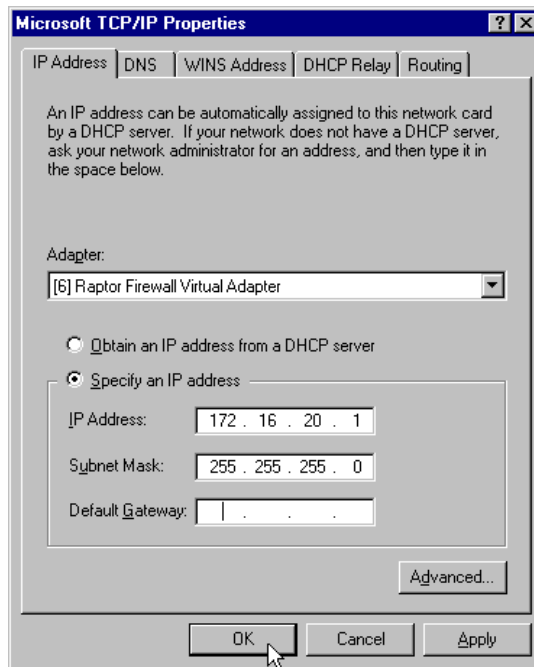 Microsoft TCP/IP Properties
IP Address DNS WINS Address DHCP Relay Routing
An IP address can be automatically assigned to this network card
by a DHCP server. If your network does not have a DHCP server,
ask your network administrator for an address, and then type it in
the space below.
Adapter:
[6] Raptor Firewall Virtual Adapter
Obtain an IP address from a DHCP server
Specify an IP address
IP Address: 172 . 16 . 20 . 1
Subnet Mask: 255 . 255 . 255 . 0
Default Gateway: . . .
Advanced...
OK Cancel Apply